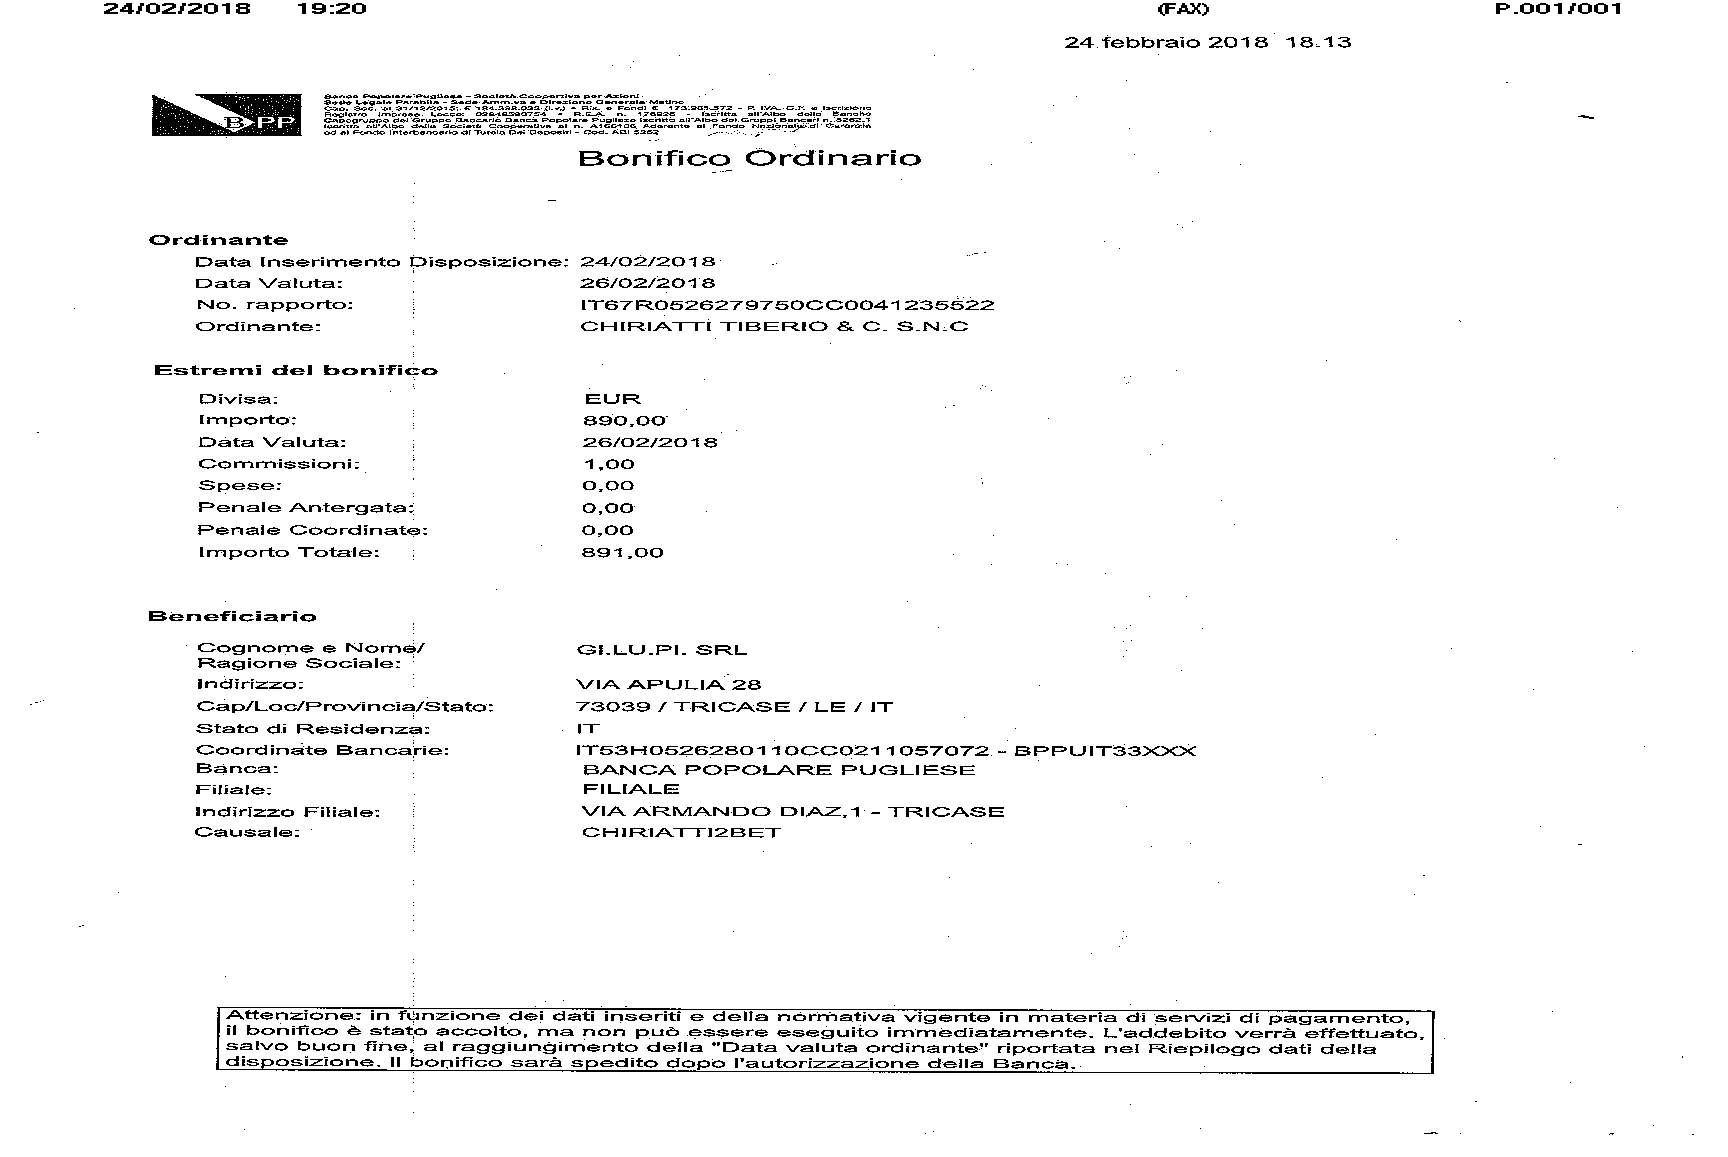 24/02/2018 19:20 (FAX) P.001/001
24 febbraio 2018 18.13
BPP
Banca Popolare Pugliese - Società Cooperativa per Azioni
Sede Legale Parabita - Sede Amm.va e Direzione Generale Matino
Cap. Soc. al 31/12/2015: € - Ris. e Fondi € - P. IVA, C.F. e Iscrizione
Registro Imprese Lecce: - R.E.A. n. - Iscritta all'Albo delle Banche
Capogruppo del Gruppo Bancario Banca Popolare Pugliese iscritto all'Albo dei Gruppi Bancari n. 5262.1
Iscritta all'Albo delle Società Cooperative al n. A166106 Aderente al Fondo Nazionale di Garanzia
ed al Fondo Interbancario di Tutela Dei Depositi - Cod. ABI 5262
Bonifico Ordinario
Ordinante
Data Inserimento Disposizione: 24/02/2018
Data Valuta: 26/02/2018
No. rapporto: IT67R0526279750CC0041235522
Ordinante: CHIRIATTI TIBERIO & C. S.N.C
Estremi del bonifico
Divisa: EUR
Importo: 890,00
Data Valuta: 26/02/2018
Commissioni: 1,00
Spese: 0,00
Penale Antergata: 0,00
Penale Coordinate: 0,00
Importo Totale: 891,00
Beneficiario
Cognome e Nome/ GI.LU.PI. SRL
Ragione Sociale:
Indirizzo: VIA APULIA 28
Cap/Loc/Provincia/Stato: 73039 / TRICASE / LE / IT
Stato di Residenza: IT
Coordinate Bancarie: IT53H0526280110CC0211057072 - BPPUIT33XXX
Banca: BANCA POPOLARE PUGLIESE
Filiale: FILIALE
Indirizzo Filiale: VIA ARMANDO DIAZ,1 - TRICASE
Causale: CHIRIATTI2BET
Attenzione: in funzione dei dati inseriti e della normativa vigente in materia di servizi di pagamento,
il bonifico è stato accolto, ma non può essere eseguito immediatamente. L'addebito verrà effettuato,
salvo buon fine, al raggiungimento della "Data valuta ordinante" riportata nel Riepilogo dati della
disposizione. Il bonifico sarà spedito dopo l'autorizzazione della Banca.